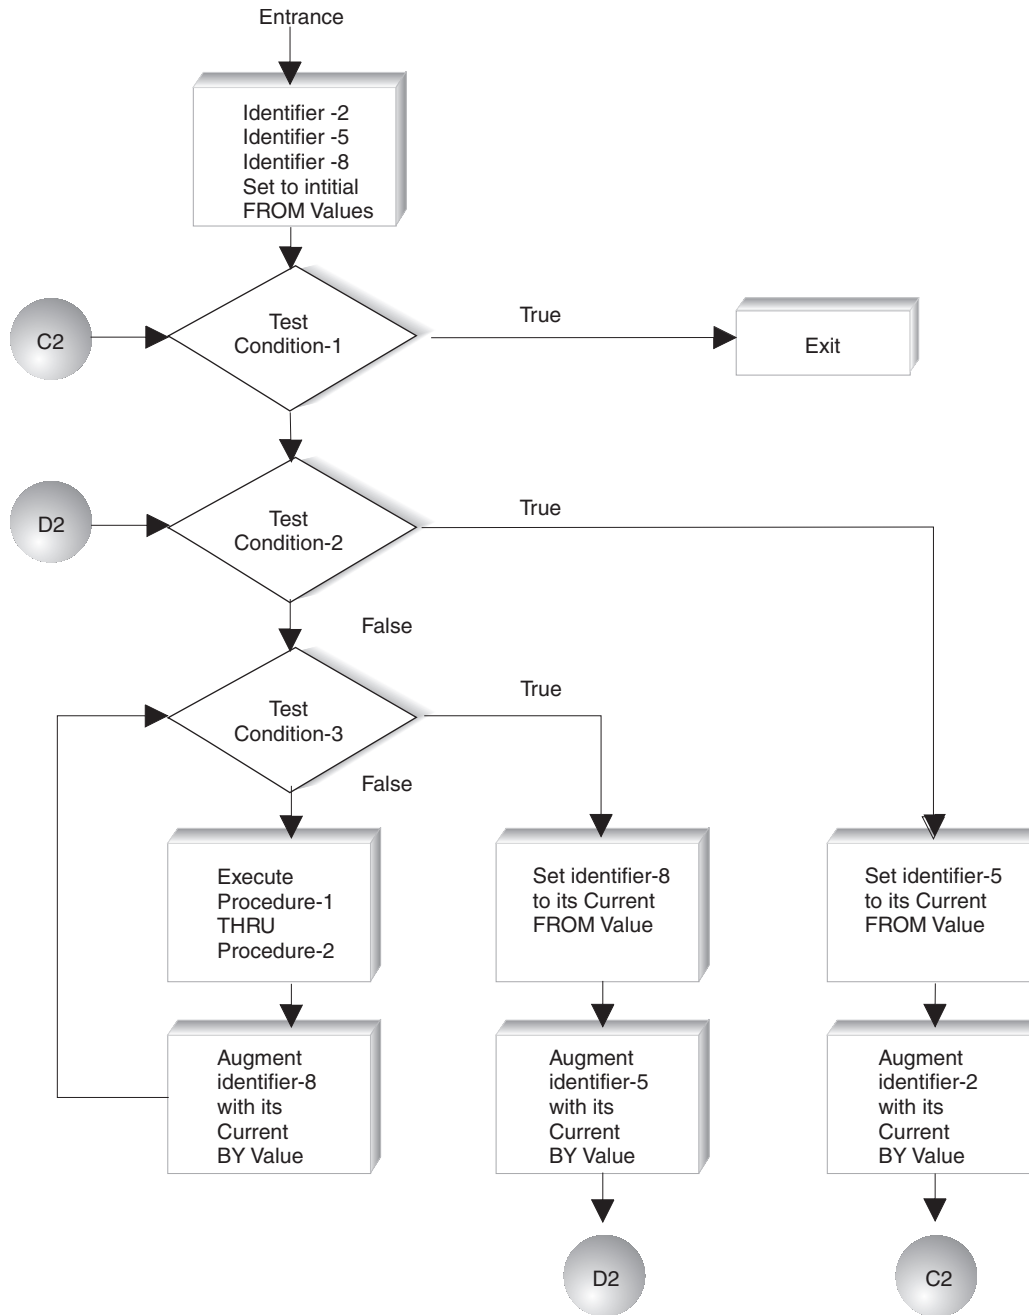 Entrance
Identifier -2
Identifier -5
Identifier -8
Set to intitial
FROM Values
C2
Test
Condition-1
True
Exit
D2
Test
Condition-2
True
False
Test
Condition-3
True
False
Execute
Procedure-1
THRU
Procedure-2
Set identifier-8
to its Current
FROM Value
Set identifier-5
to its Current
FROM Value
Augment
identifier-8
with its
Current
BY Value
Augment
identifier-5
with its
Current
BY Value
Augment
identifier-2
with its
Current
BY Value
D2
C2